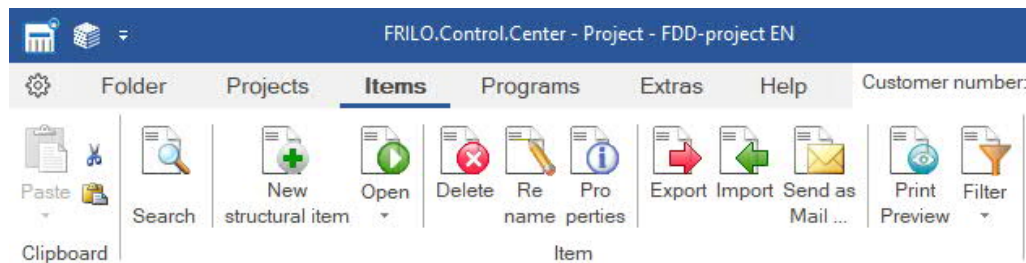 FRILO.Control.Center - Project - FDD-project EN
Folder Projects Items Programs Extras Help Customer number:
Paste Search New Open Delete Re Pro Export Import Send as Print Filter
structural item name perties Mail ... Preview
Clipboard Item